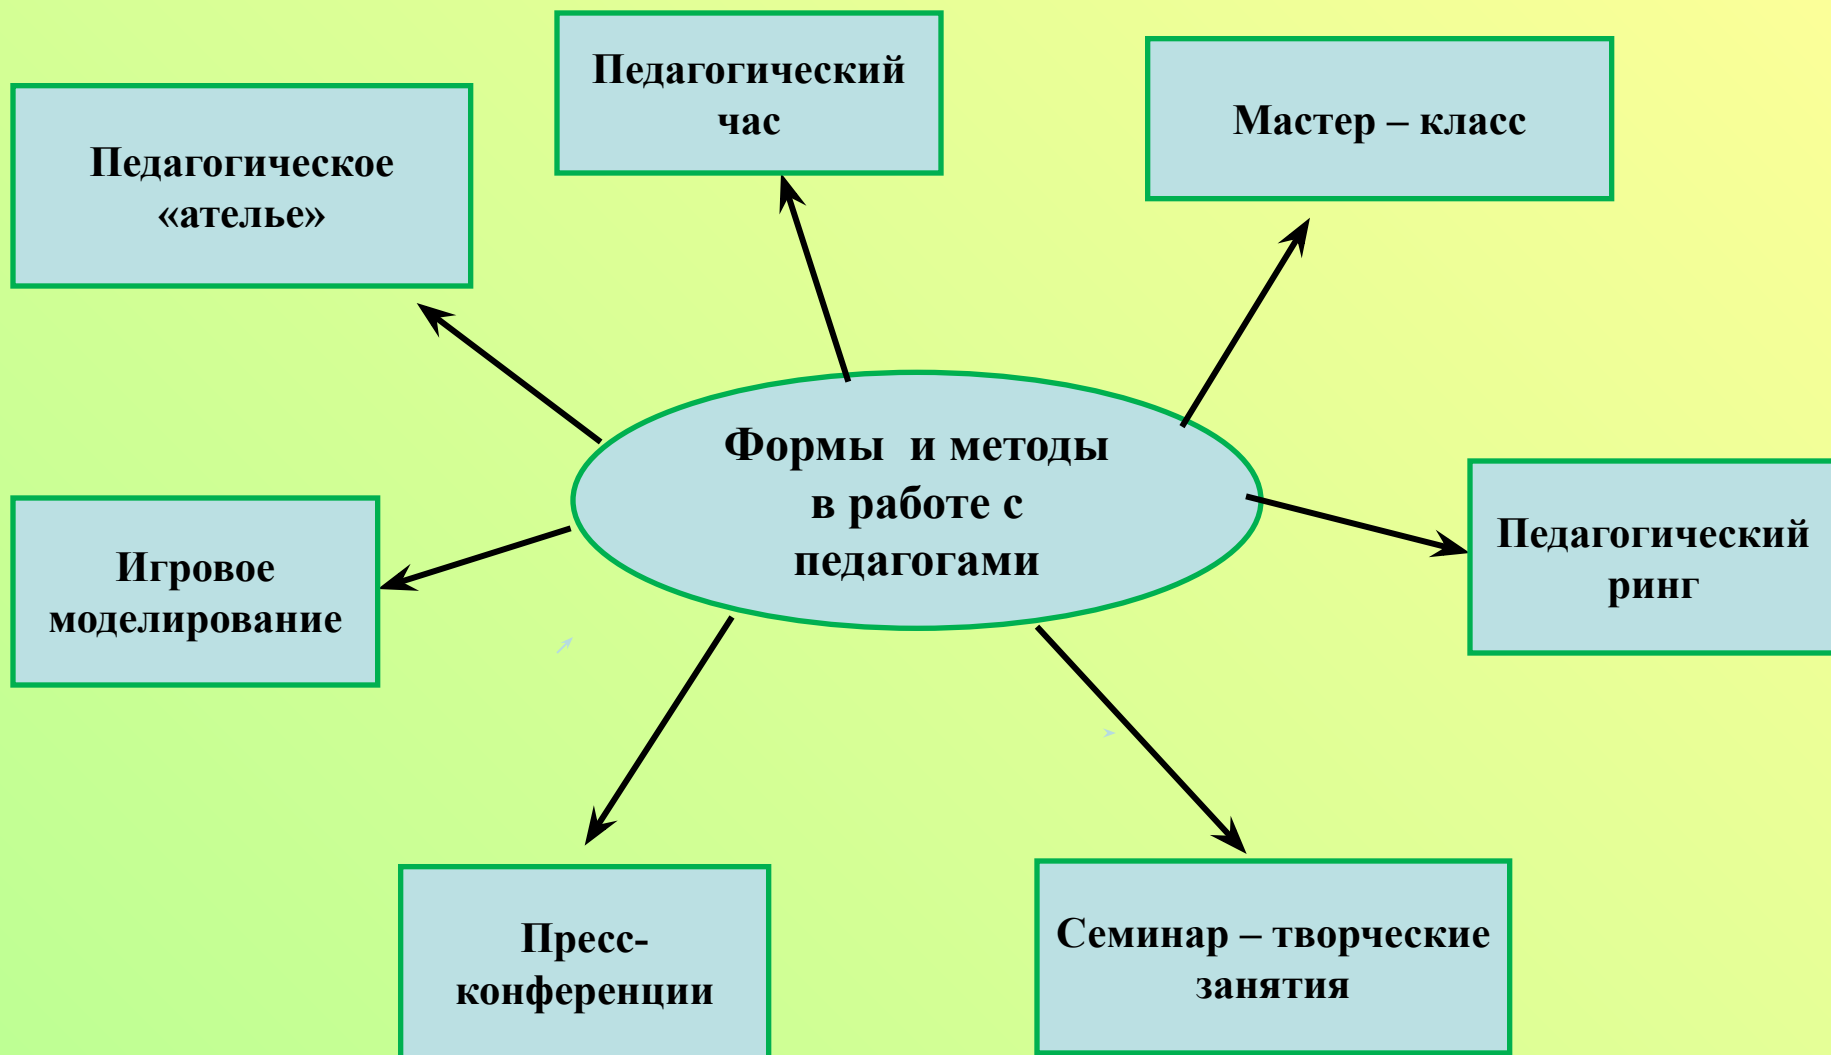 Педагогический
час
Мастер – класс
Педагогическое
«ателье»
Формы  и методы
в работе с
педагогами
Педагогический
ринг
Игровое
моделирование
Пресс-
конференции
Семинар – творческие
занятия